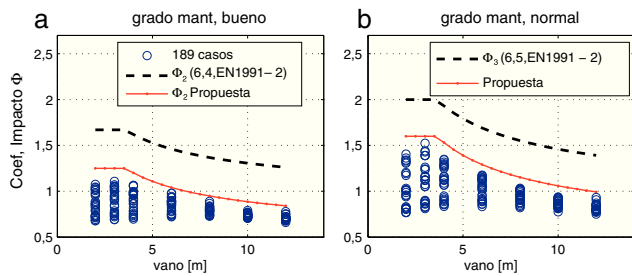 a
grado mant, bueno
189 casos
Φ2 (6,4,EN1991 – 2)
Φ2 Propuesta
Coef, Impacto Φ
2,5
2
1,5
1
0,5
0
5
10
vano [m]
b
grado mant, normal
Φ3 (6,5,EN1991 – 2)
Propuesta
2,5
2
1,5
1
0,5
0
5
10
vano [m]